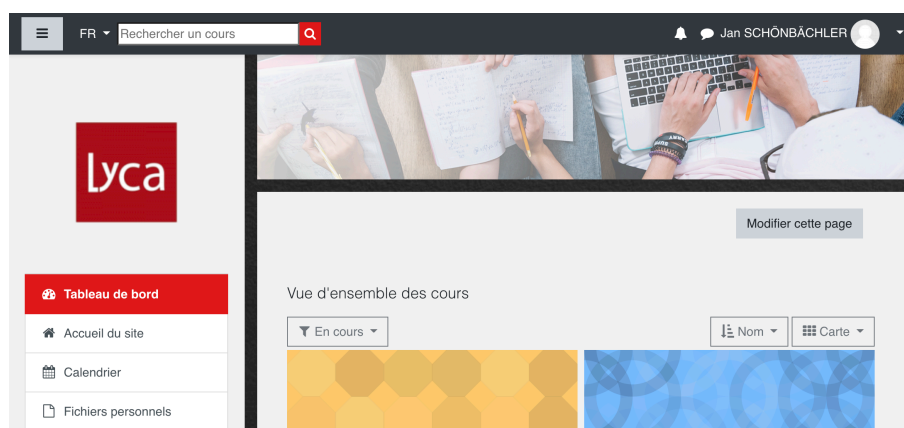 FR
Rechercher un cours
Jan SCHÖNBÄCHLER
lyca
Modifier cette page
Tableau de bord
Vue d'ensemble des cours
Accueil du site
En cours
Nom
Carte
Calendrier
Fichiers personnels